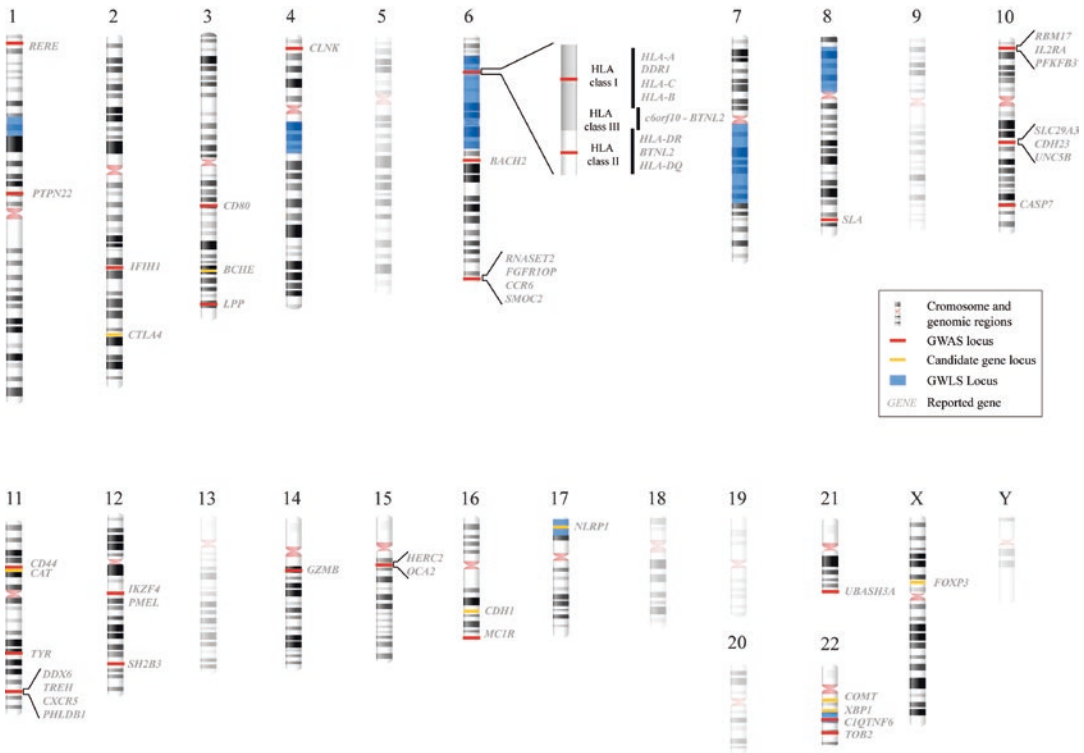 1
2
3
4
5
6
7
8
9
10
RERE
PTPN22
IFIH1
CTLA4
CD80
BCHE
LPP
CLNK
BACH2
RNASET2
FGFR1OP
CCR6
SMOC2
HLA
class I
HLA
class III
HLA
class II
HLA-A
DDR1
HLA-C
HLA-B
c6orf10 - BTNL2
HLA-DR
BTNL2
HLA-DQ
SLA
RBM17
IL2RA
PFKFB3
SLC29A3
CDH23
UNC5B
CASP7
Cromosome and
genomic regions
GWAS locus
Candidate gene locus
GWLS Locus
GENE Reported gene
11
12
13
14
15
16
17
18
19
20
21
22
X
Y
CD44
CAT
TYR
DDX6
TREH
CXCR5
PHLDB1
IKZF4
PMEL
SH2B3
GZMB
HERC2
OCA2
CDH1
MC1R
NLRP1
UBASH3A
COMT
XBP1
C1QTNF6
TOB2
FOXP3